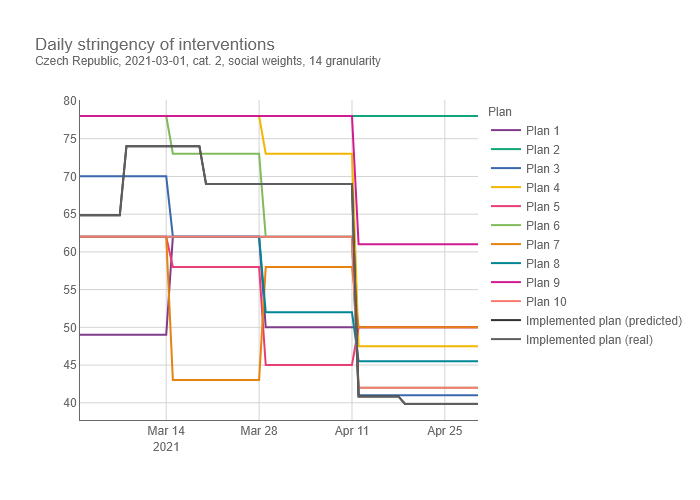 Daily stringency of interventions
Czech Republic, 2021-03-01, cat. 2, social weights, 14 granularity
80
75
70
65
60
55
50
45
40
Mar 14
2021
Mar 28
Apr 11
Apr 25
Plan
Plan 1
Plan 2
Plan 3
Plan 4
Plan 5
Plan 6
Plan 7
Plan 8
Plan 9
Plan 10
Implemented plan (predicted)
Implemented plan (real)